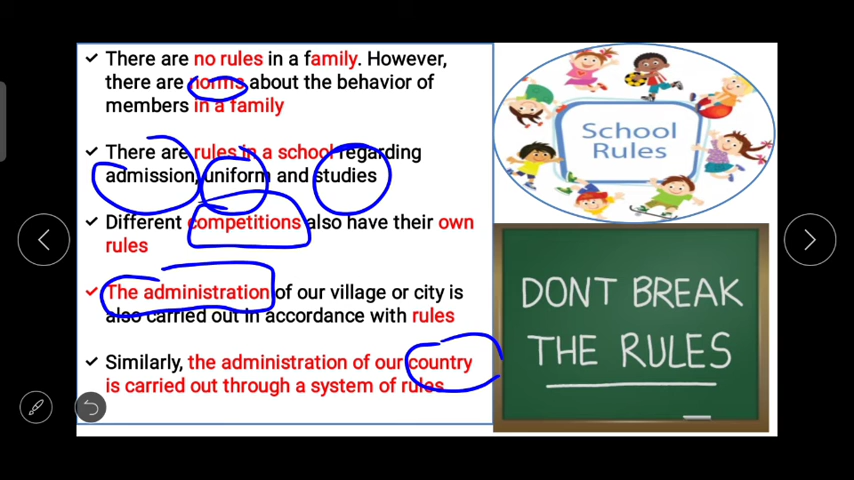 There are no rules in a family. However,
there are norms about the behavior of
members in a family
There are rules in a school regarding
admission, uniform and studies
Different competitions also have their own
rules
The administration of our village or city is
also carried out in accordance with rules
Similarly, the administration of our country
is carried out through a system of rules
School
Rules
DONT BREAK
THE RULES